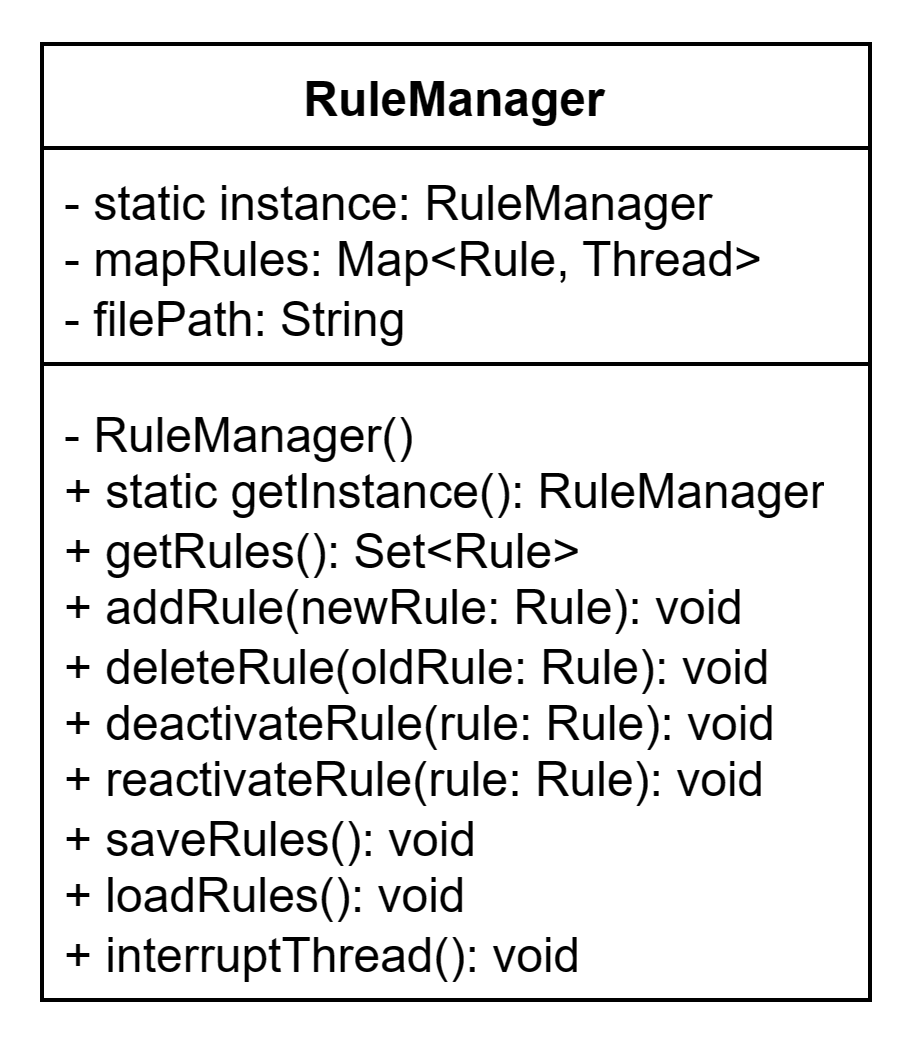 RuleManager
- static instance: RuleManager
- mapRules: Map<Rule, Thread>
- filePath: String
- RuleManager()
+ static getInstance(): RuleManager
+ getRules(): Set<Rule>
+ addRule(newRule: Rule): void
+ deleteRule(oldRule: Rule): void
+ deactivateRule(rule: Rule): void
+ reactivateRule(rule: Rule): void
+ saveRules(): void
+ loadRules(): void
+ interruptThread(): void